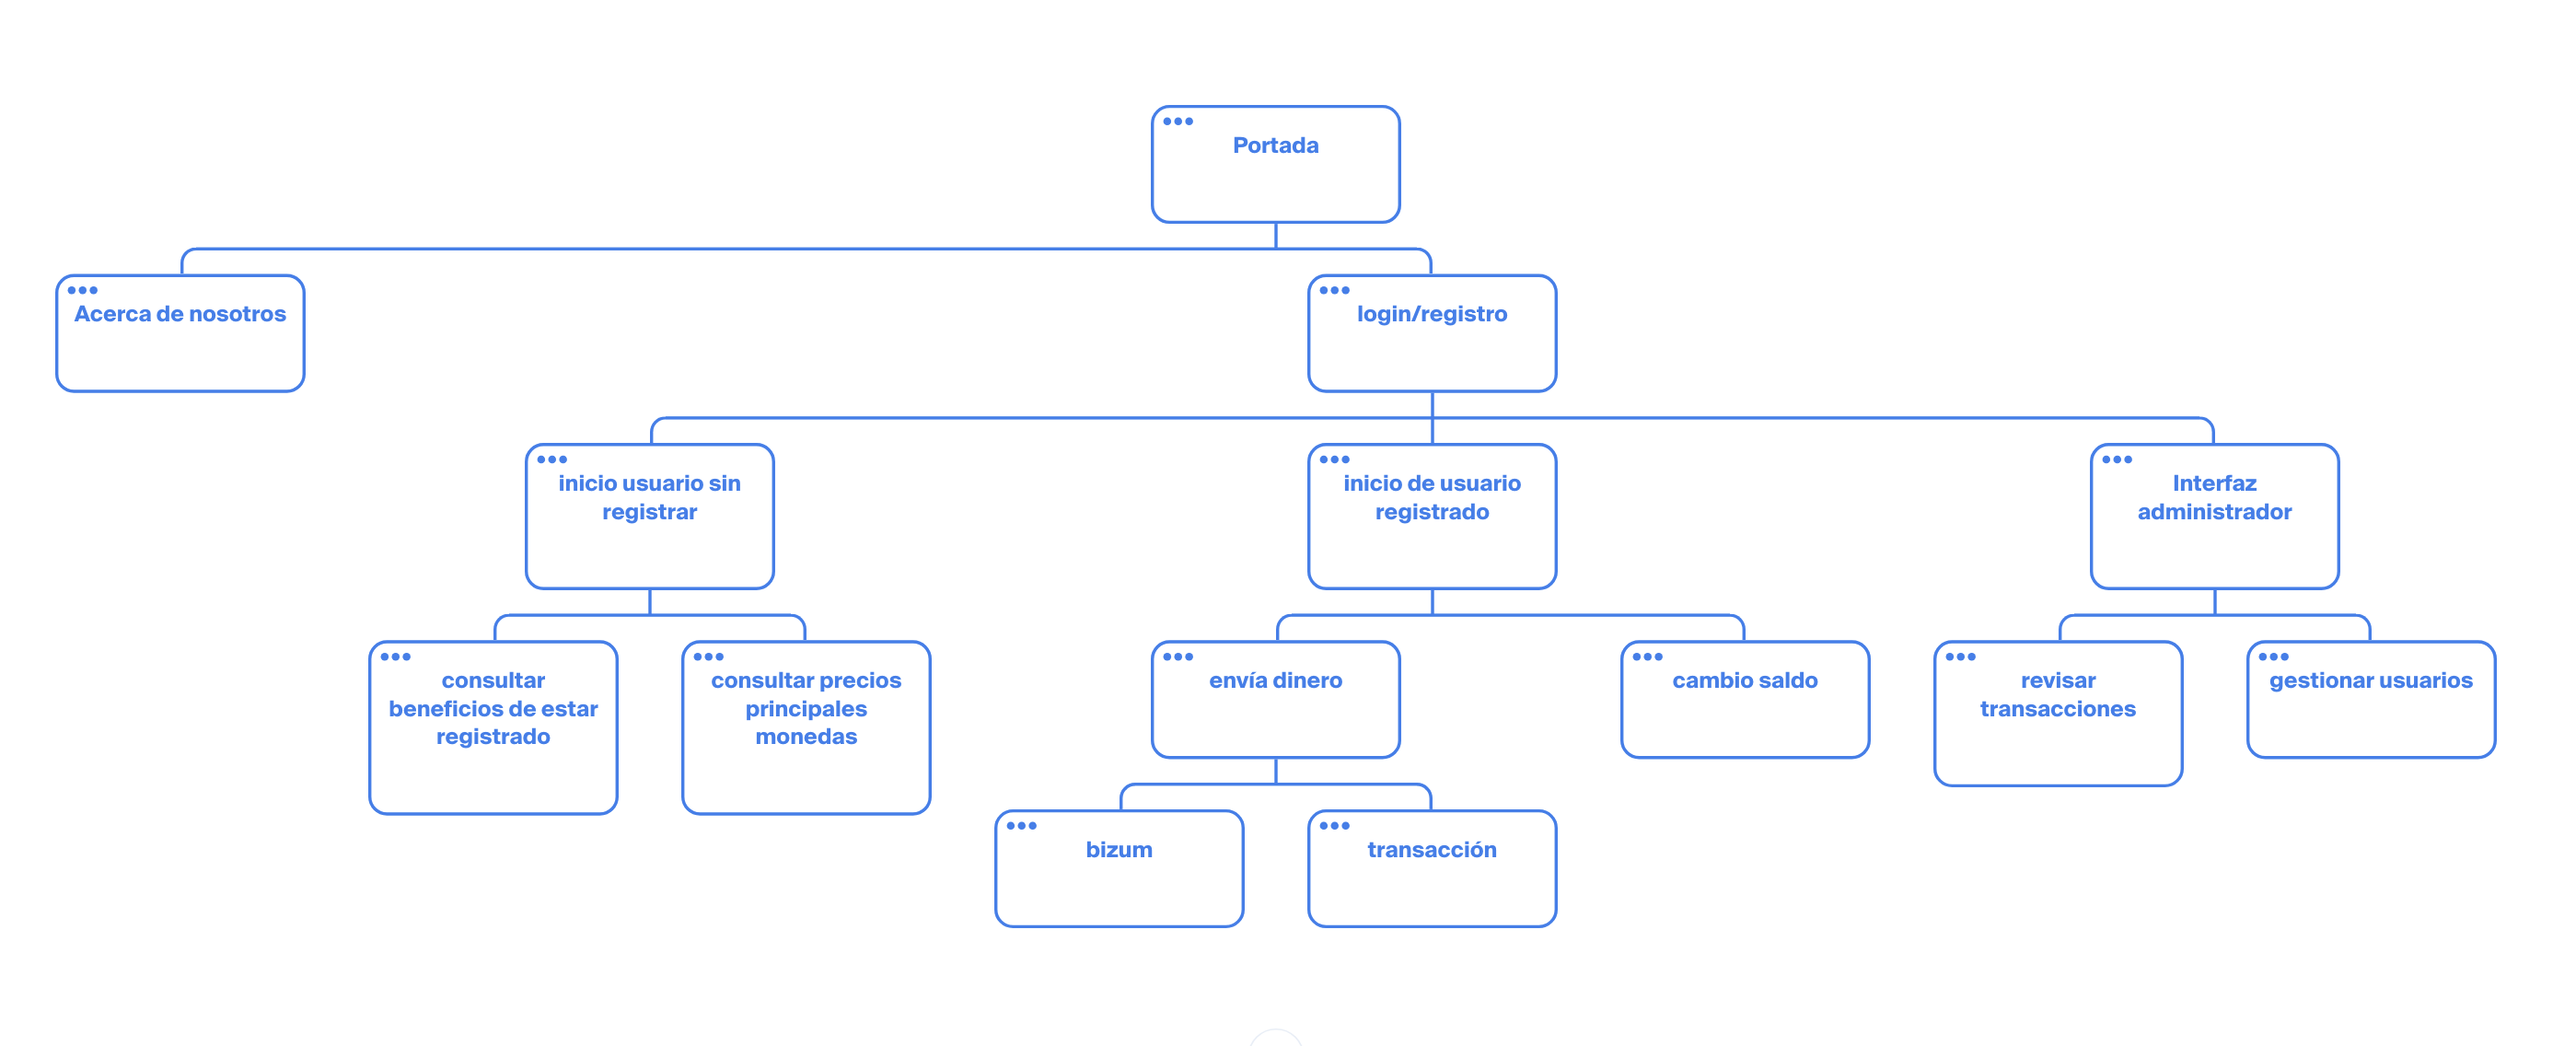 Portada
Acerca de nosotros
login/registro
inicio usuario sin
registrar
inicio de usuario
registrado
Interfaz
administrador
consultar
beneficios de estar
registrado
consultar precios
principales
monedas
envía dinero
cambio saldo
revisar
transacciones
gestionar usuarios
bizum
transacción